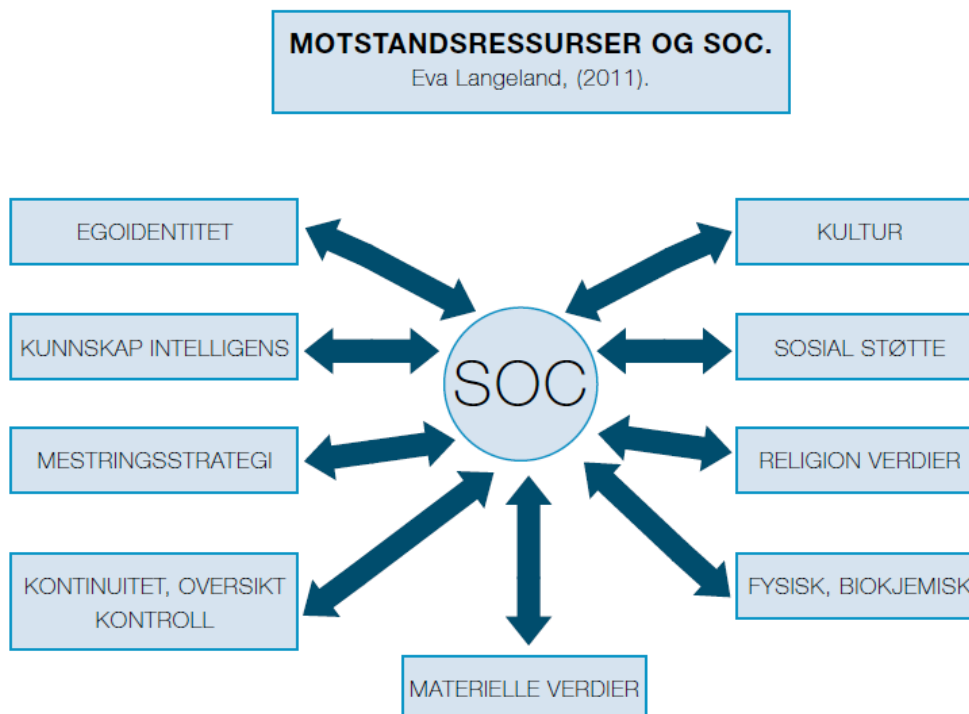 MOTSTANDSRESSURSER OG SOC.
Eva Langeland, (2011).
EGOIDENTITET
KULTUR
KUNNSKAP INTELLIGENS
SOSIAL STØTTE
SOC
MESTRINGSSTRATEGI
RELIGION VERDIER
KONTINUITET, OVERSIKT
KONTROLL
FYSISK, BIOKJEMISK
MATERIELLE VERDIER